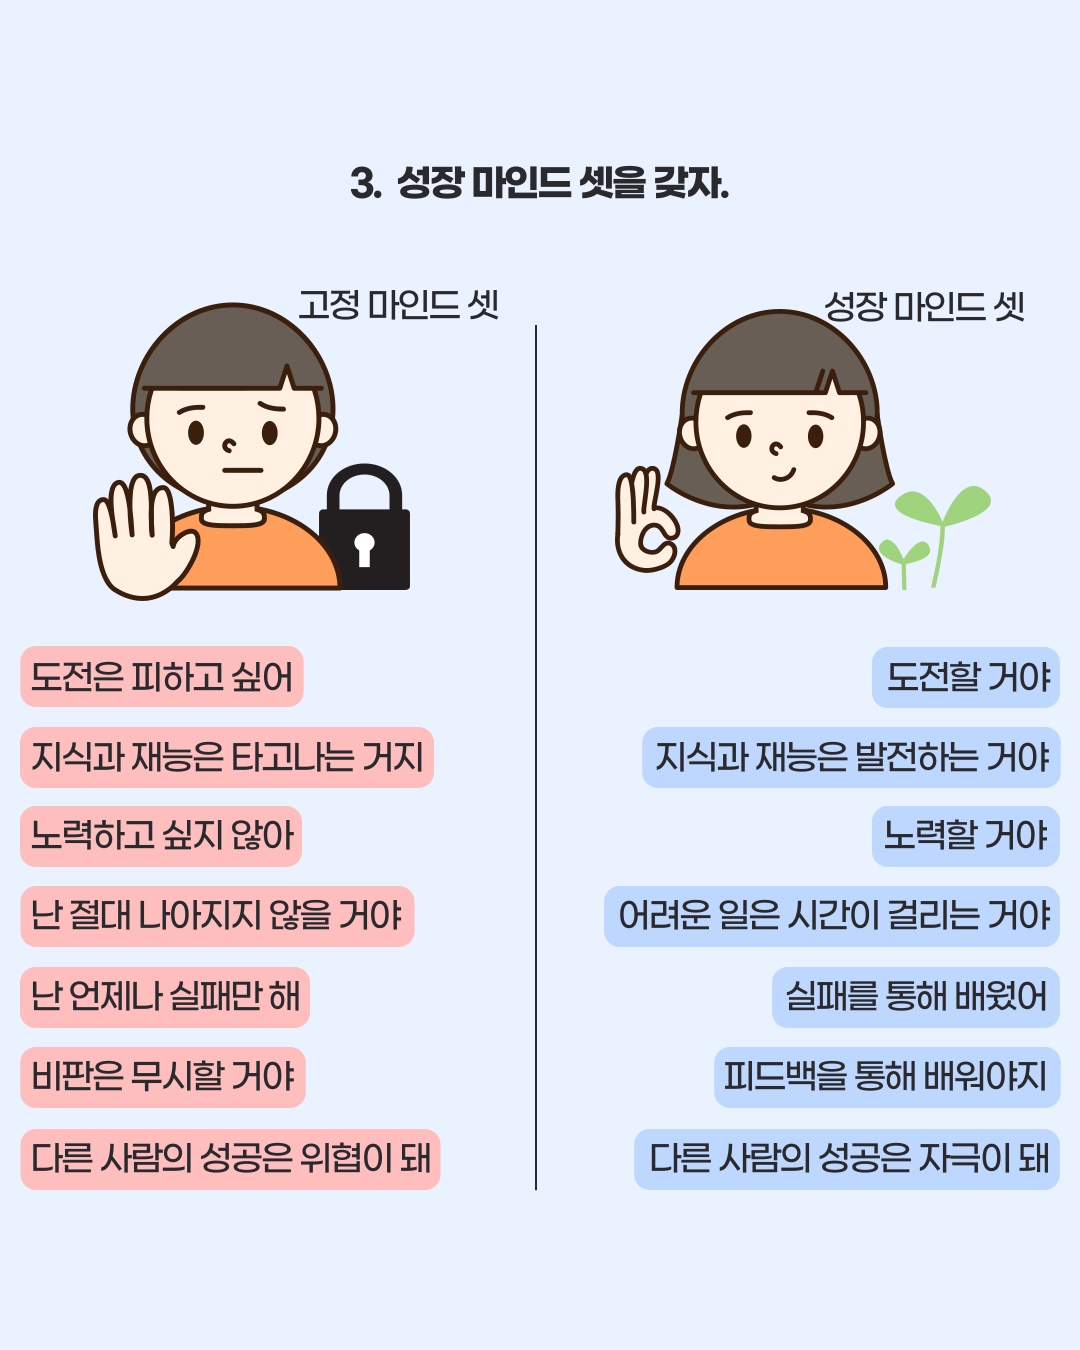 3. 성장 마인드 셋을 갖자.
고정 마인드 셋
도전은 피하고 싶어
지식과 재능은 타고나는 거지
노력하고 싶지 않아
난 절대 나아지지 않을 거야
난 언제나 실패만 해
비판은 무시할 거야
다른 사람의 성공은 위협이 돼
성장 마인드 셋
도전할 거야
지식과 재능은 발전하는 거야
노력할 거야
어려운 일은 시간이 걸리는 거야
실패를 통해 배웠어
피드백을 통해 배워야지
다른 사람의 성공은 자극이 돼